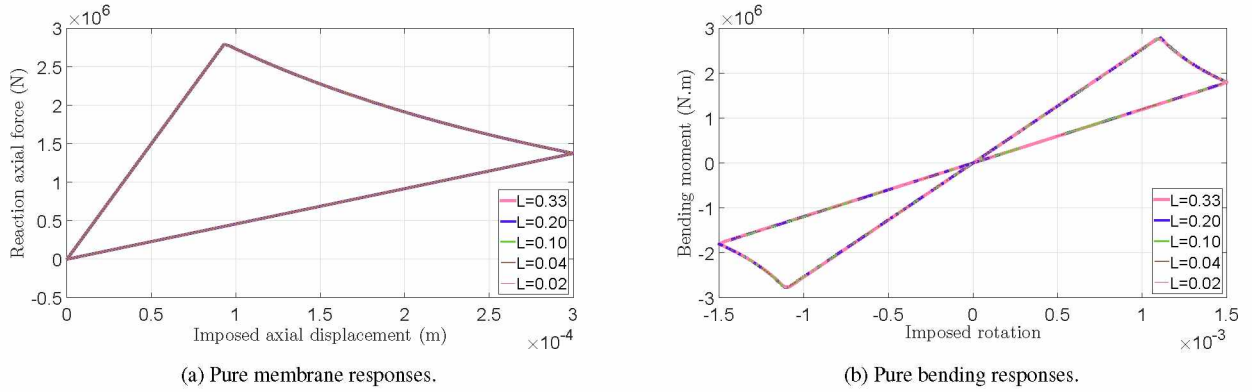 ×10⁶
3
2.5
2
1.5
1
0.5
0
-0.5
Reaction axial force (N)
0 0.5 1 1.5 2 2.5 3
Imposed axial displacement (m)
×10⁻⁴
L=0.33
L=0.20
L=0.10
L=0.04
L=0.02
(a) Pure membrane responses.
×10⁶
3
2
1
0
-1
-2
-3
Bending moment (N.m)
-1.5 -1 -0.5 0 0.5 1 1.5
Imposed rotation
×10⁻³
L=0.33
L=0.20
L=0.10
L=0.04
L=0.02
(b) Pure bending responses.